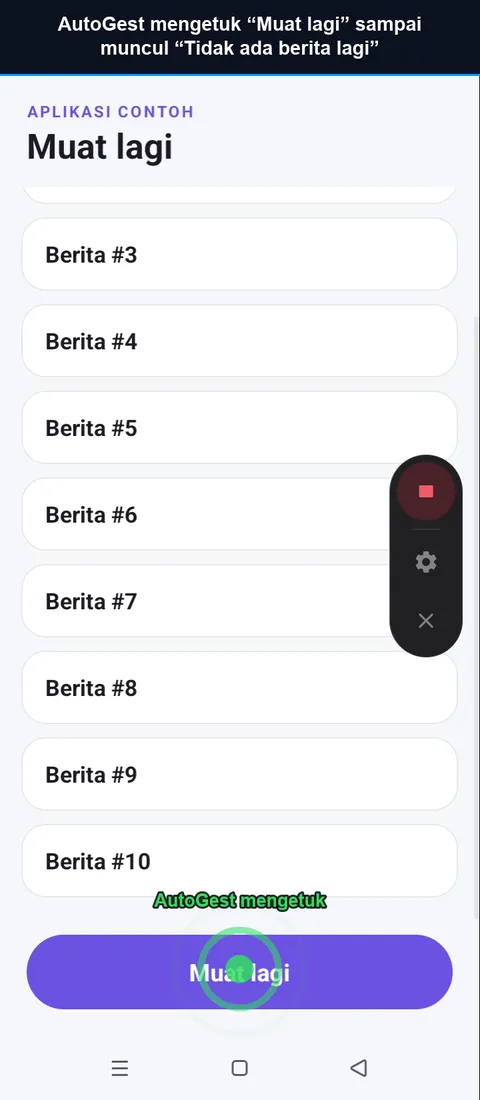 AutoGest mengetuk “Muat lagi” sampai
muncul “Tidak ada berita lagi”
APLIKASI CONTOH
Muat lagi
Berita #3
Berita #4
Berita #5
Berita #6
Berita #7
Berita #8
Berita #9
Berita #10
AutoGest mengetuk
Muat lagi